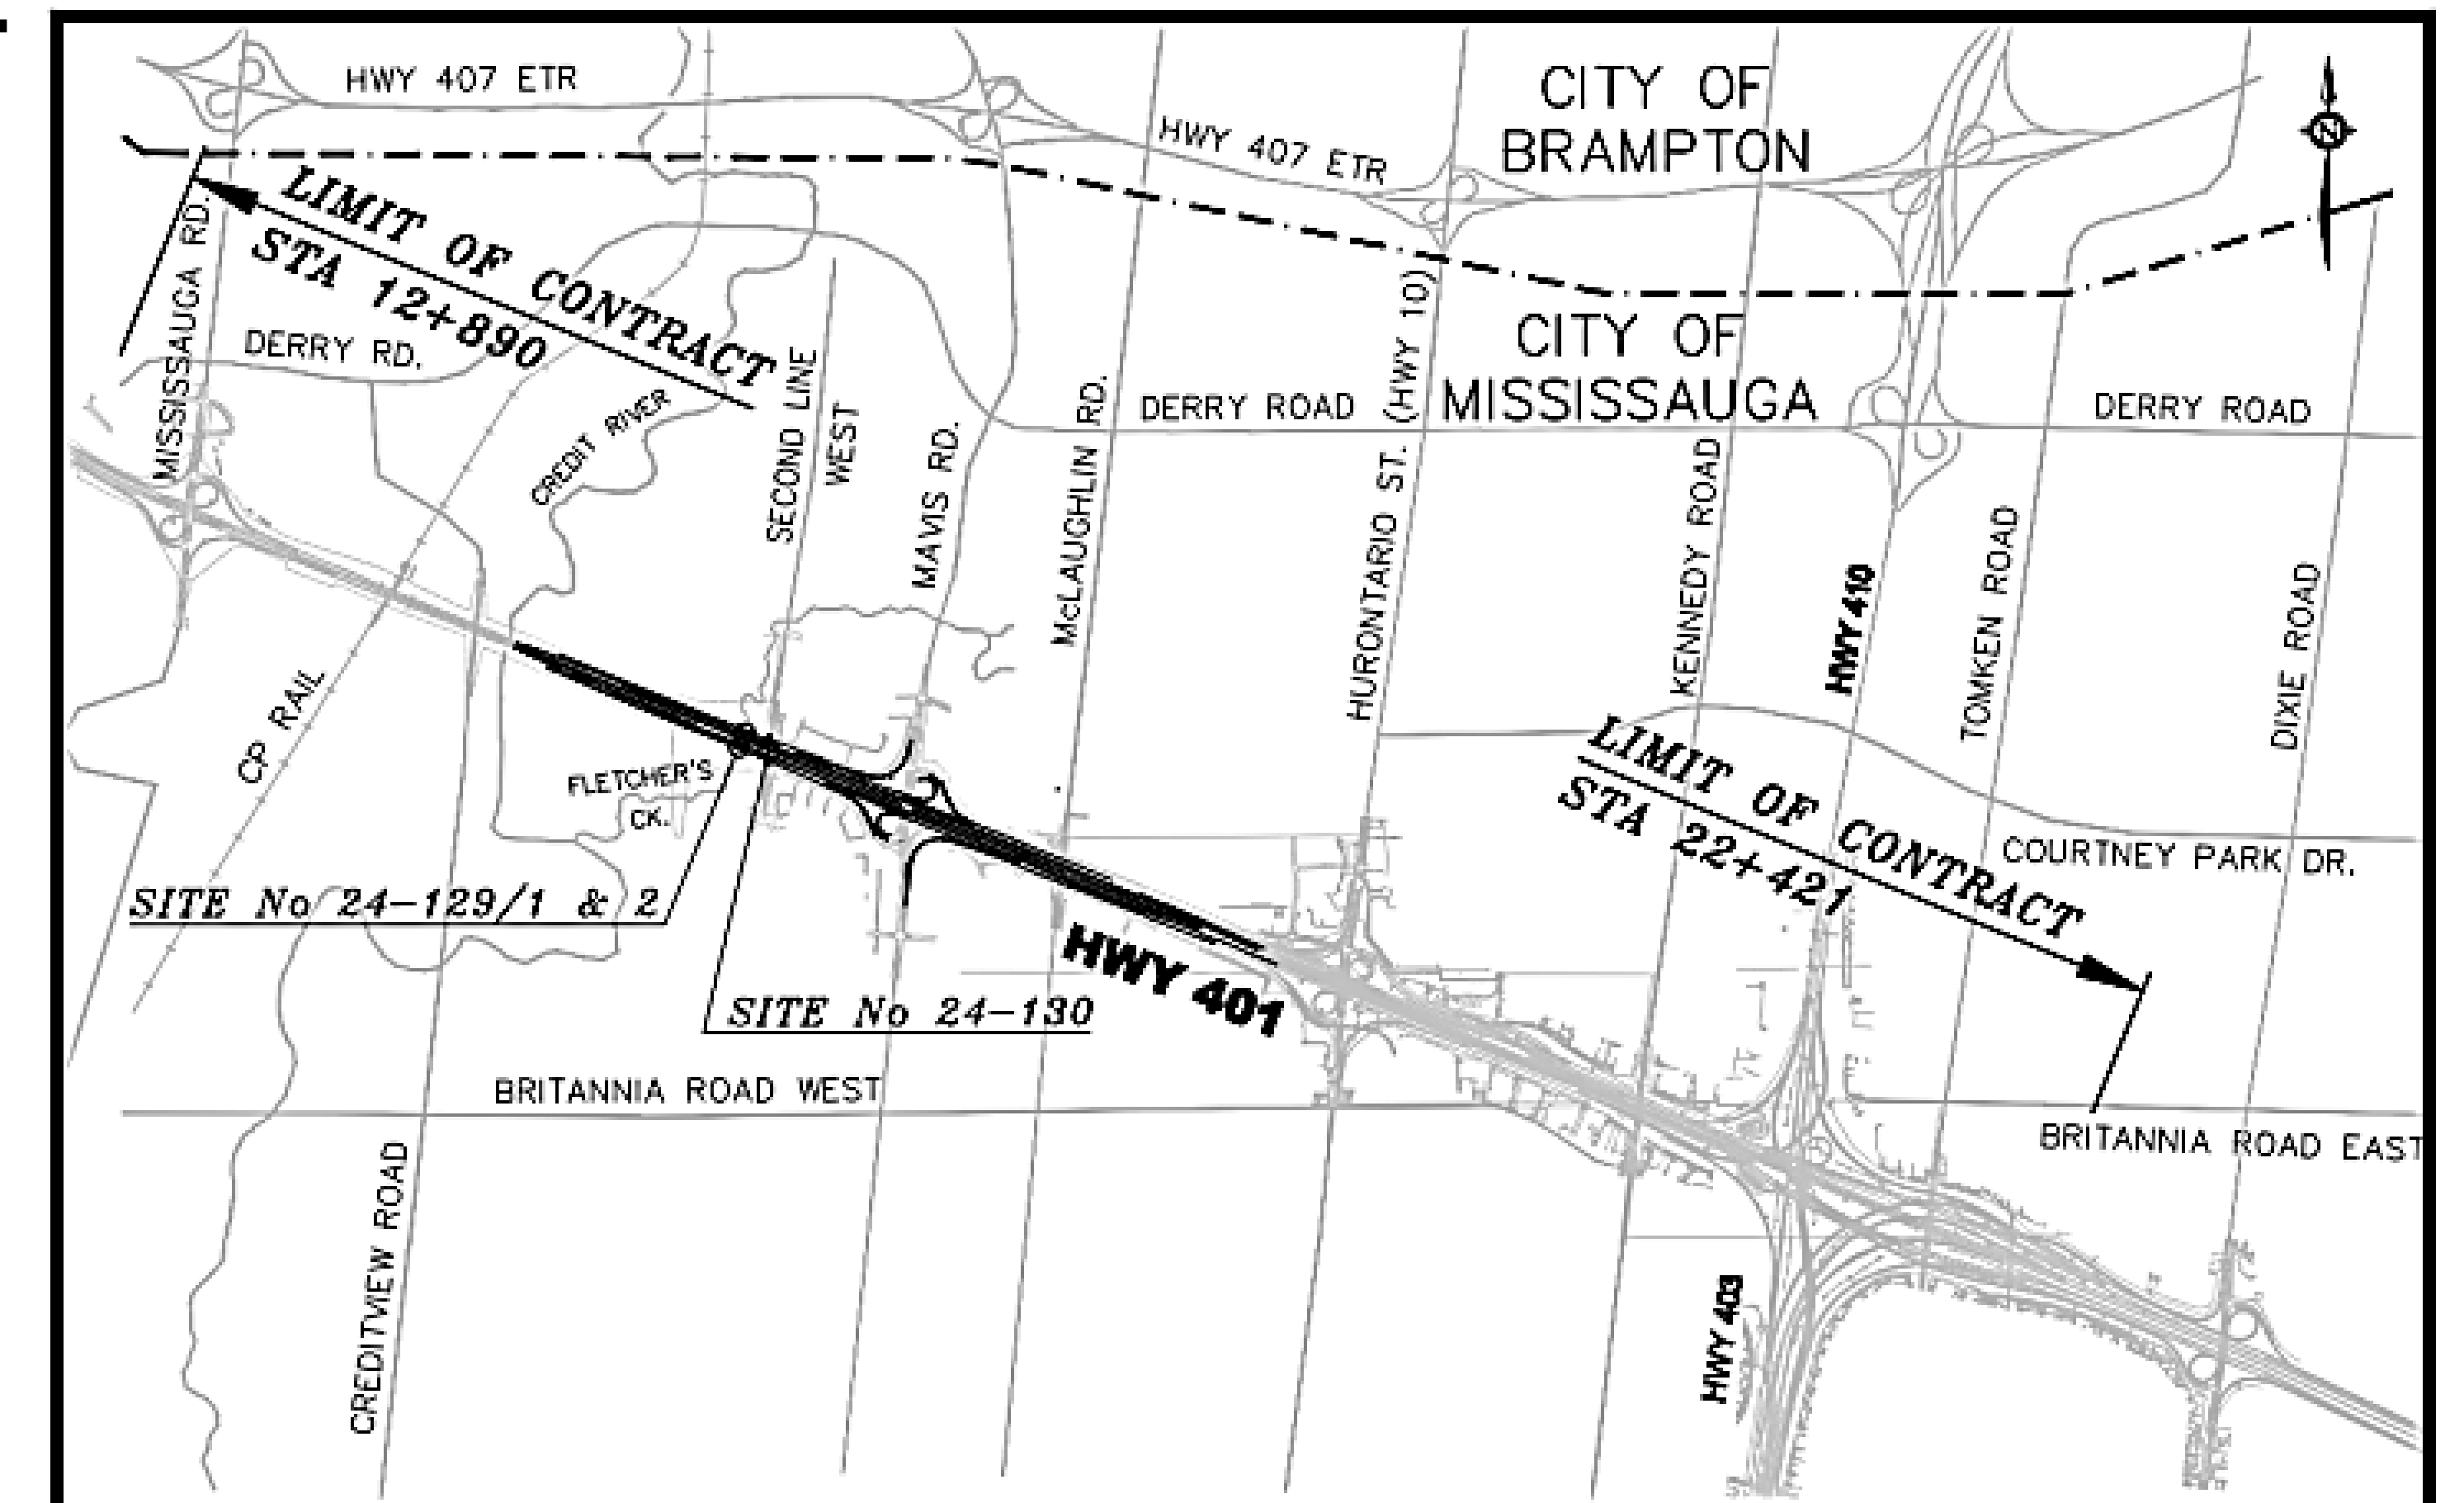 HWY 407 ETR
HWY 407 ETR
CITY OF
BRAMPTON
N
LIMIT OF CONTRACT
STA 12+890
MISSISSAUGA RD.
DERRY RD.
CREDIT RIVER
SECOND LINE
WEST
MAVIS RD.
McLAUGHLIN RD.
DERRY ROAD
HURONTARIO ST. (HWY 10)
CITY OF
MISSISSAUGA
KENNEDY ROAD
HWY 410
TOMKEN ROAD
DERRY ROAD
DIXIE ROAD
CP RAIL
FLETCHER'S
CK.
LIMIT OF CONTRACT
STA 22+421
COURTNEY PARK DR.
SITE No 24-129/1 & 2
SITE No 24-130
HWY 401
BRITANNIA ROAD WEST
BRITANNIA ROAD EAST
CREDITVIEW ROAD
HWY 403